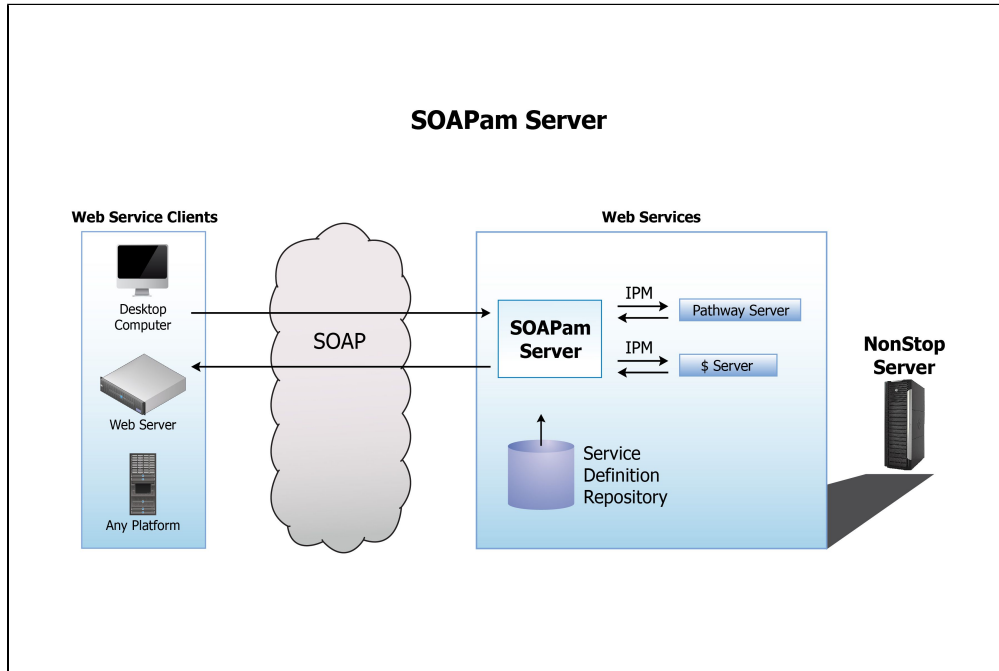 SOAPam Server
Web Service Clients
Desktop
Computer
Web Server
Any Platform
SOAP
Web Services
SOAPam
Server
IPM
Pathway Server
IPM
$ Server
Service
Definition
Repository
NonStop
Server